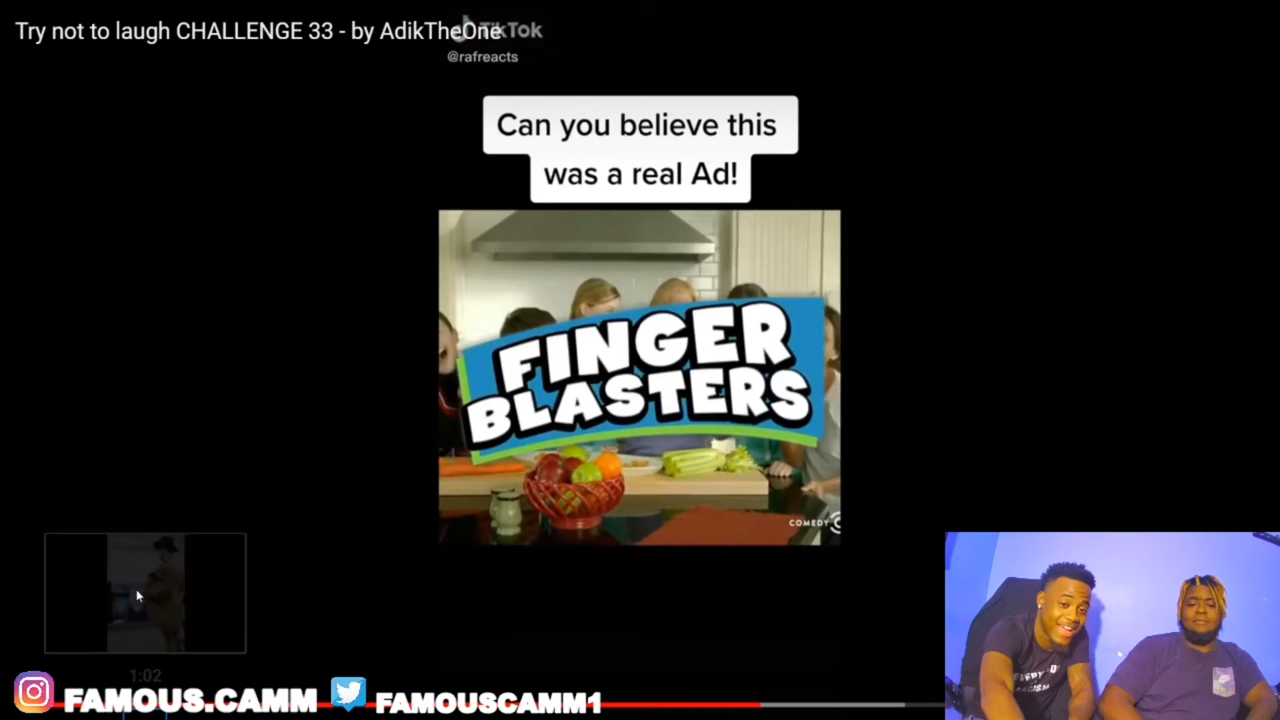 Try not to laugh CHALLENGE 33 - by AdikTheOne
TikTok
@rafreacts
Can you believe this
was a real Ad!
FINGER
BLASTERS
COMEDY
1:02
FAMOUS.CAMM
FAMOUSCAMM1